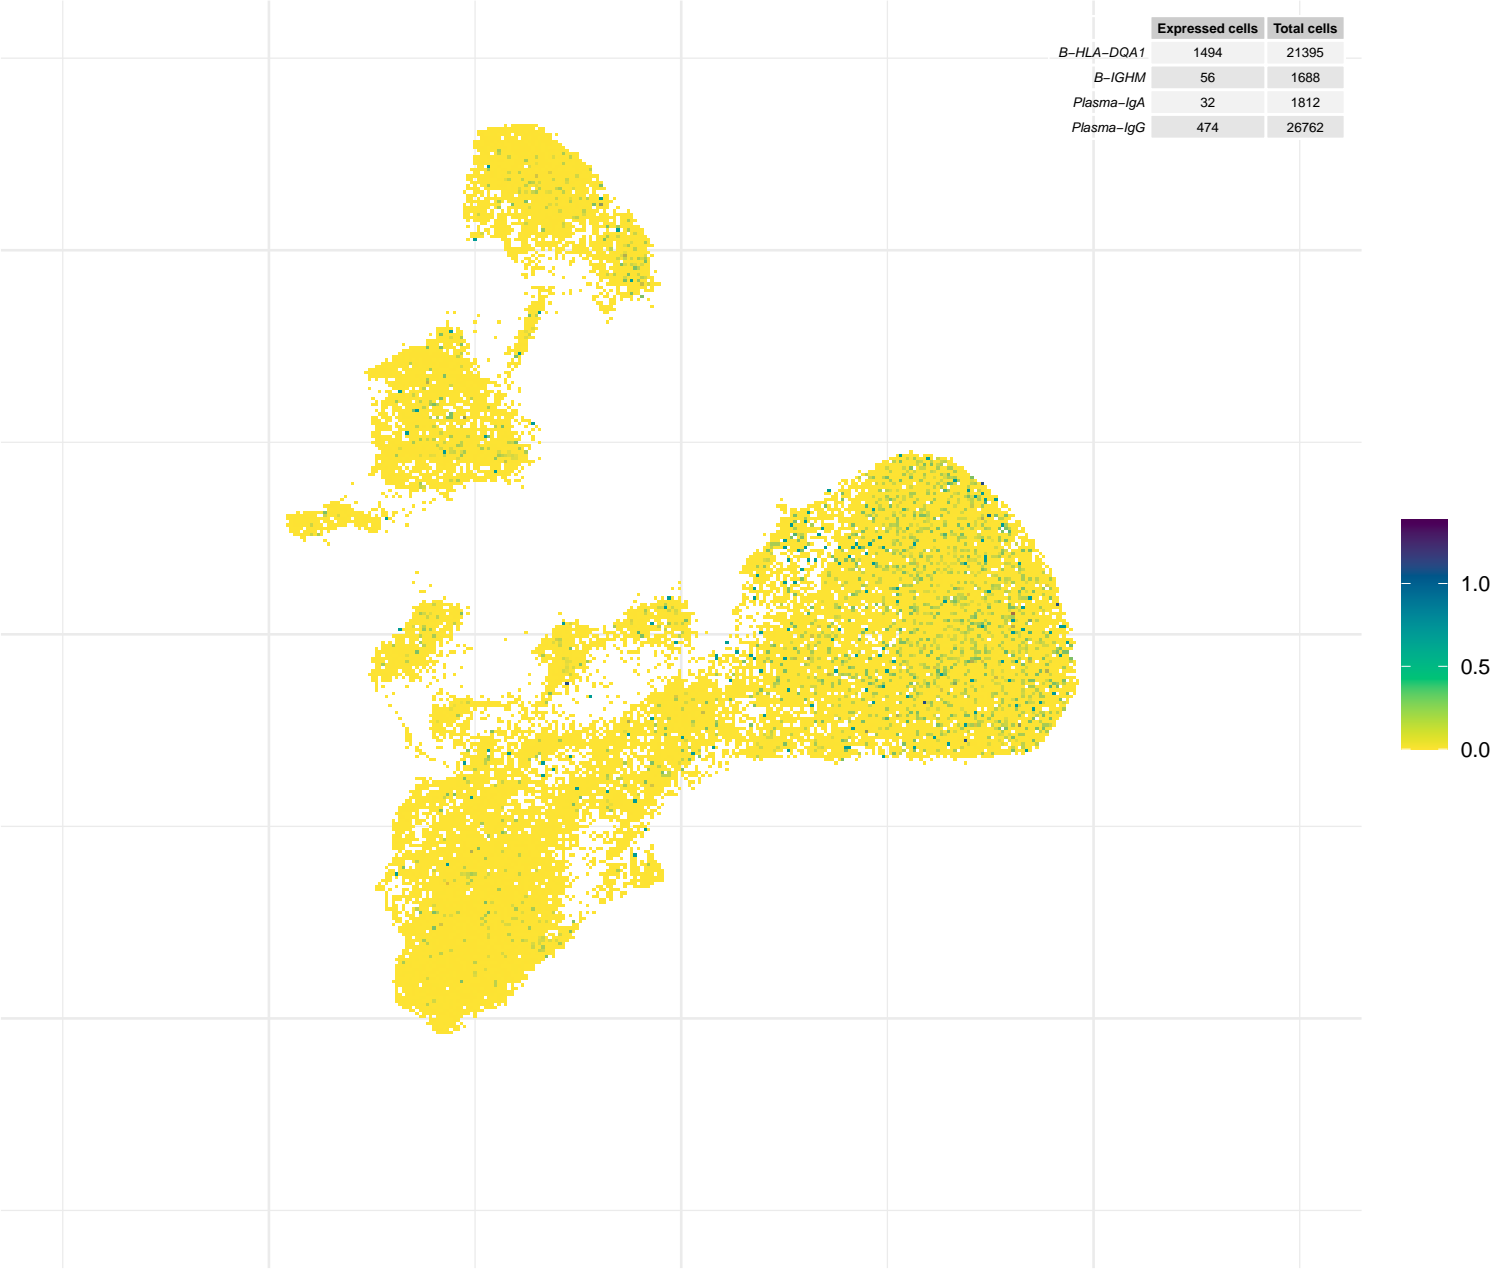 Expressed cells Total cells
B−HLA−DQA1 1494 21395
B−IGHM 56 1688
Plasma−IgA 32 1812
Plasma−IgG 474 26762
1.0
0.5
0.0